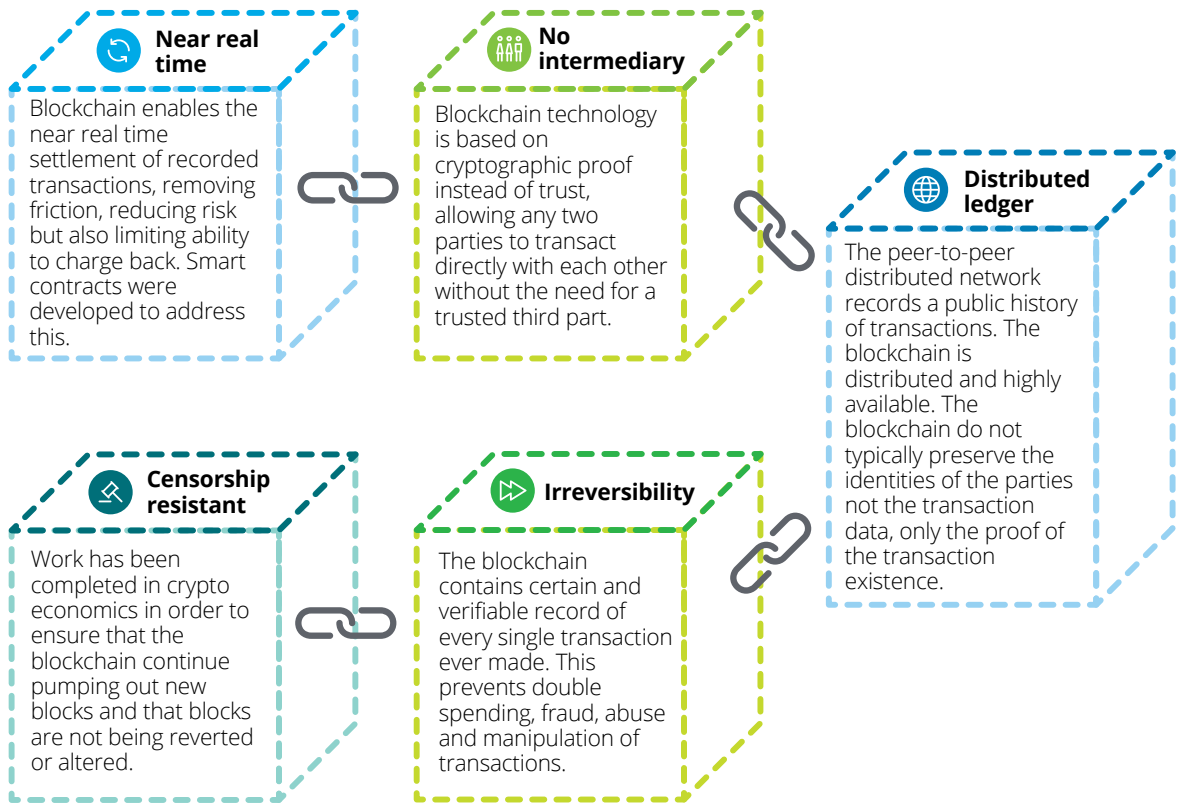 Near real
time
Blockchain enables the
near real time
settlement of recorded
transactions, removing
friction, reducing risk
but also limiting ability
to charge back. Smart
contracts were
developed to address
this.
No
intermediary
Blockchain technology
is based on
cryptographic proof
instead of trust,
allowing any two
parties to transact
directly with each other
without the need for a
trusted third part.
Distributed
ledger
The peer-to-peer
distributed network
records a public history
of transactions. The
blockchain is
distributed and highly
available. The
blockchain do not
typically preserve the
identities of the parties
not the transaction
data, only the proof of
the transaction
existence.
Censorship
resistant
Work has been
completed in crypto
economics in order to
ensure that the
blockchain continue
pumping out new
blocks and that blocks
are not being reverted
or altered.
Irreversibility
The blockchain
contains certain and
verifiable record of
every single transaction
ever made. This
prevents double
spending, fraud, abuse
and manipulation of
transactions.